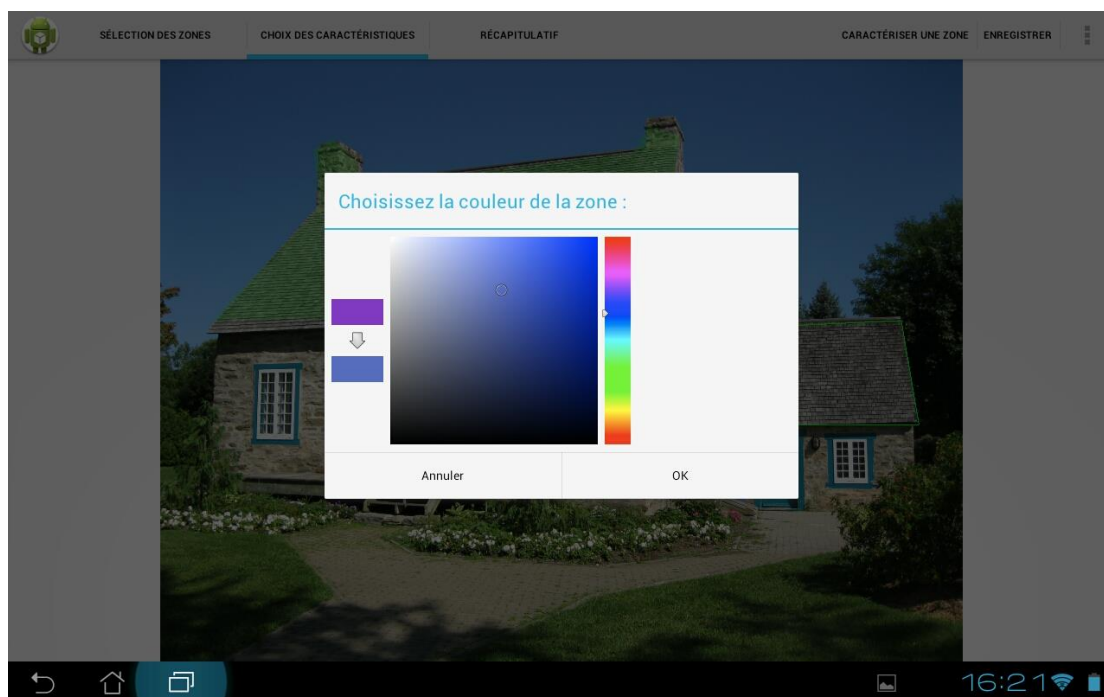 SÉLECTION DES ZONES
CHOIX DES CARACTÉRISTIQUES
RÉCAPITULATIF
CARACTÉRISER UNE ZONE
ENREGISTRER
Choisissez la couleur de la zone :
Annuler
OK
16:21